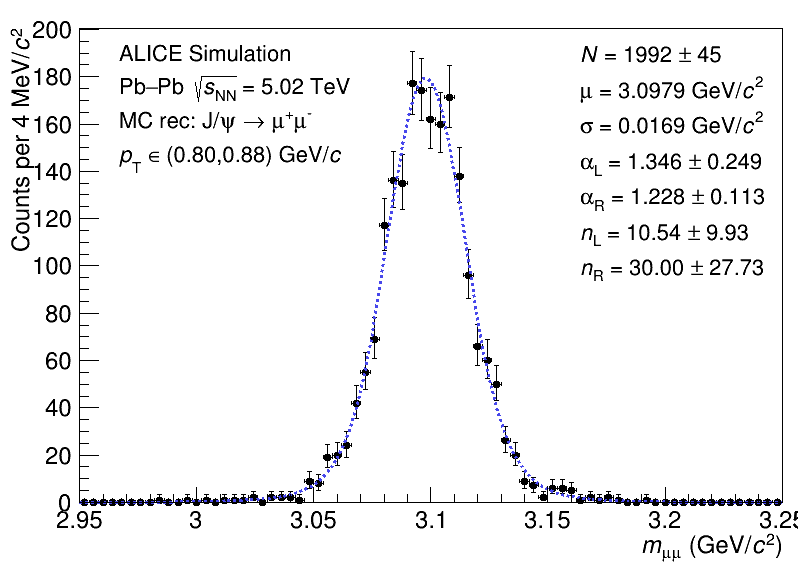 Counts per 4 MeV/c²
200
180
160
140
120
100
80
60
40
20
0
ALICE Simulation
Pb–Pb √s_NN = 5.02 TeV
MC rec: J/ψ → μ⁺μ⁻
p_T ∈ (0.80,0.88) GeV/c
N = 1992 ± 45
μ = 3.0979 GeV/c²
σ = 0.0169 GeV/c²
α_L = 1.346 ± 0.249
α_R = 1.228 ± 0.113
n_L = 10.54 ± 9.93
n_R = 30.00 ± 27.73
2.95 3 3.05 3.1 3.15 3.2 3.25
m_μμ (GeV/c²)